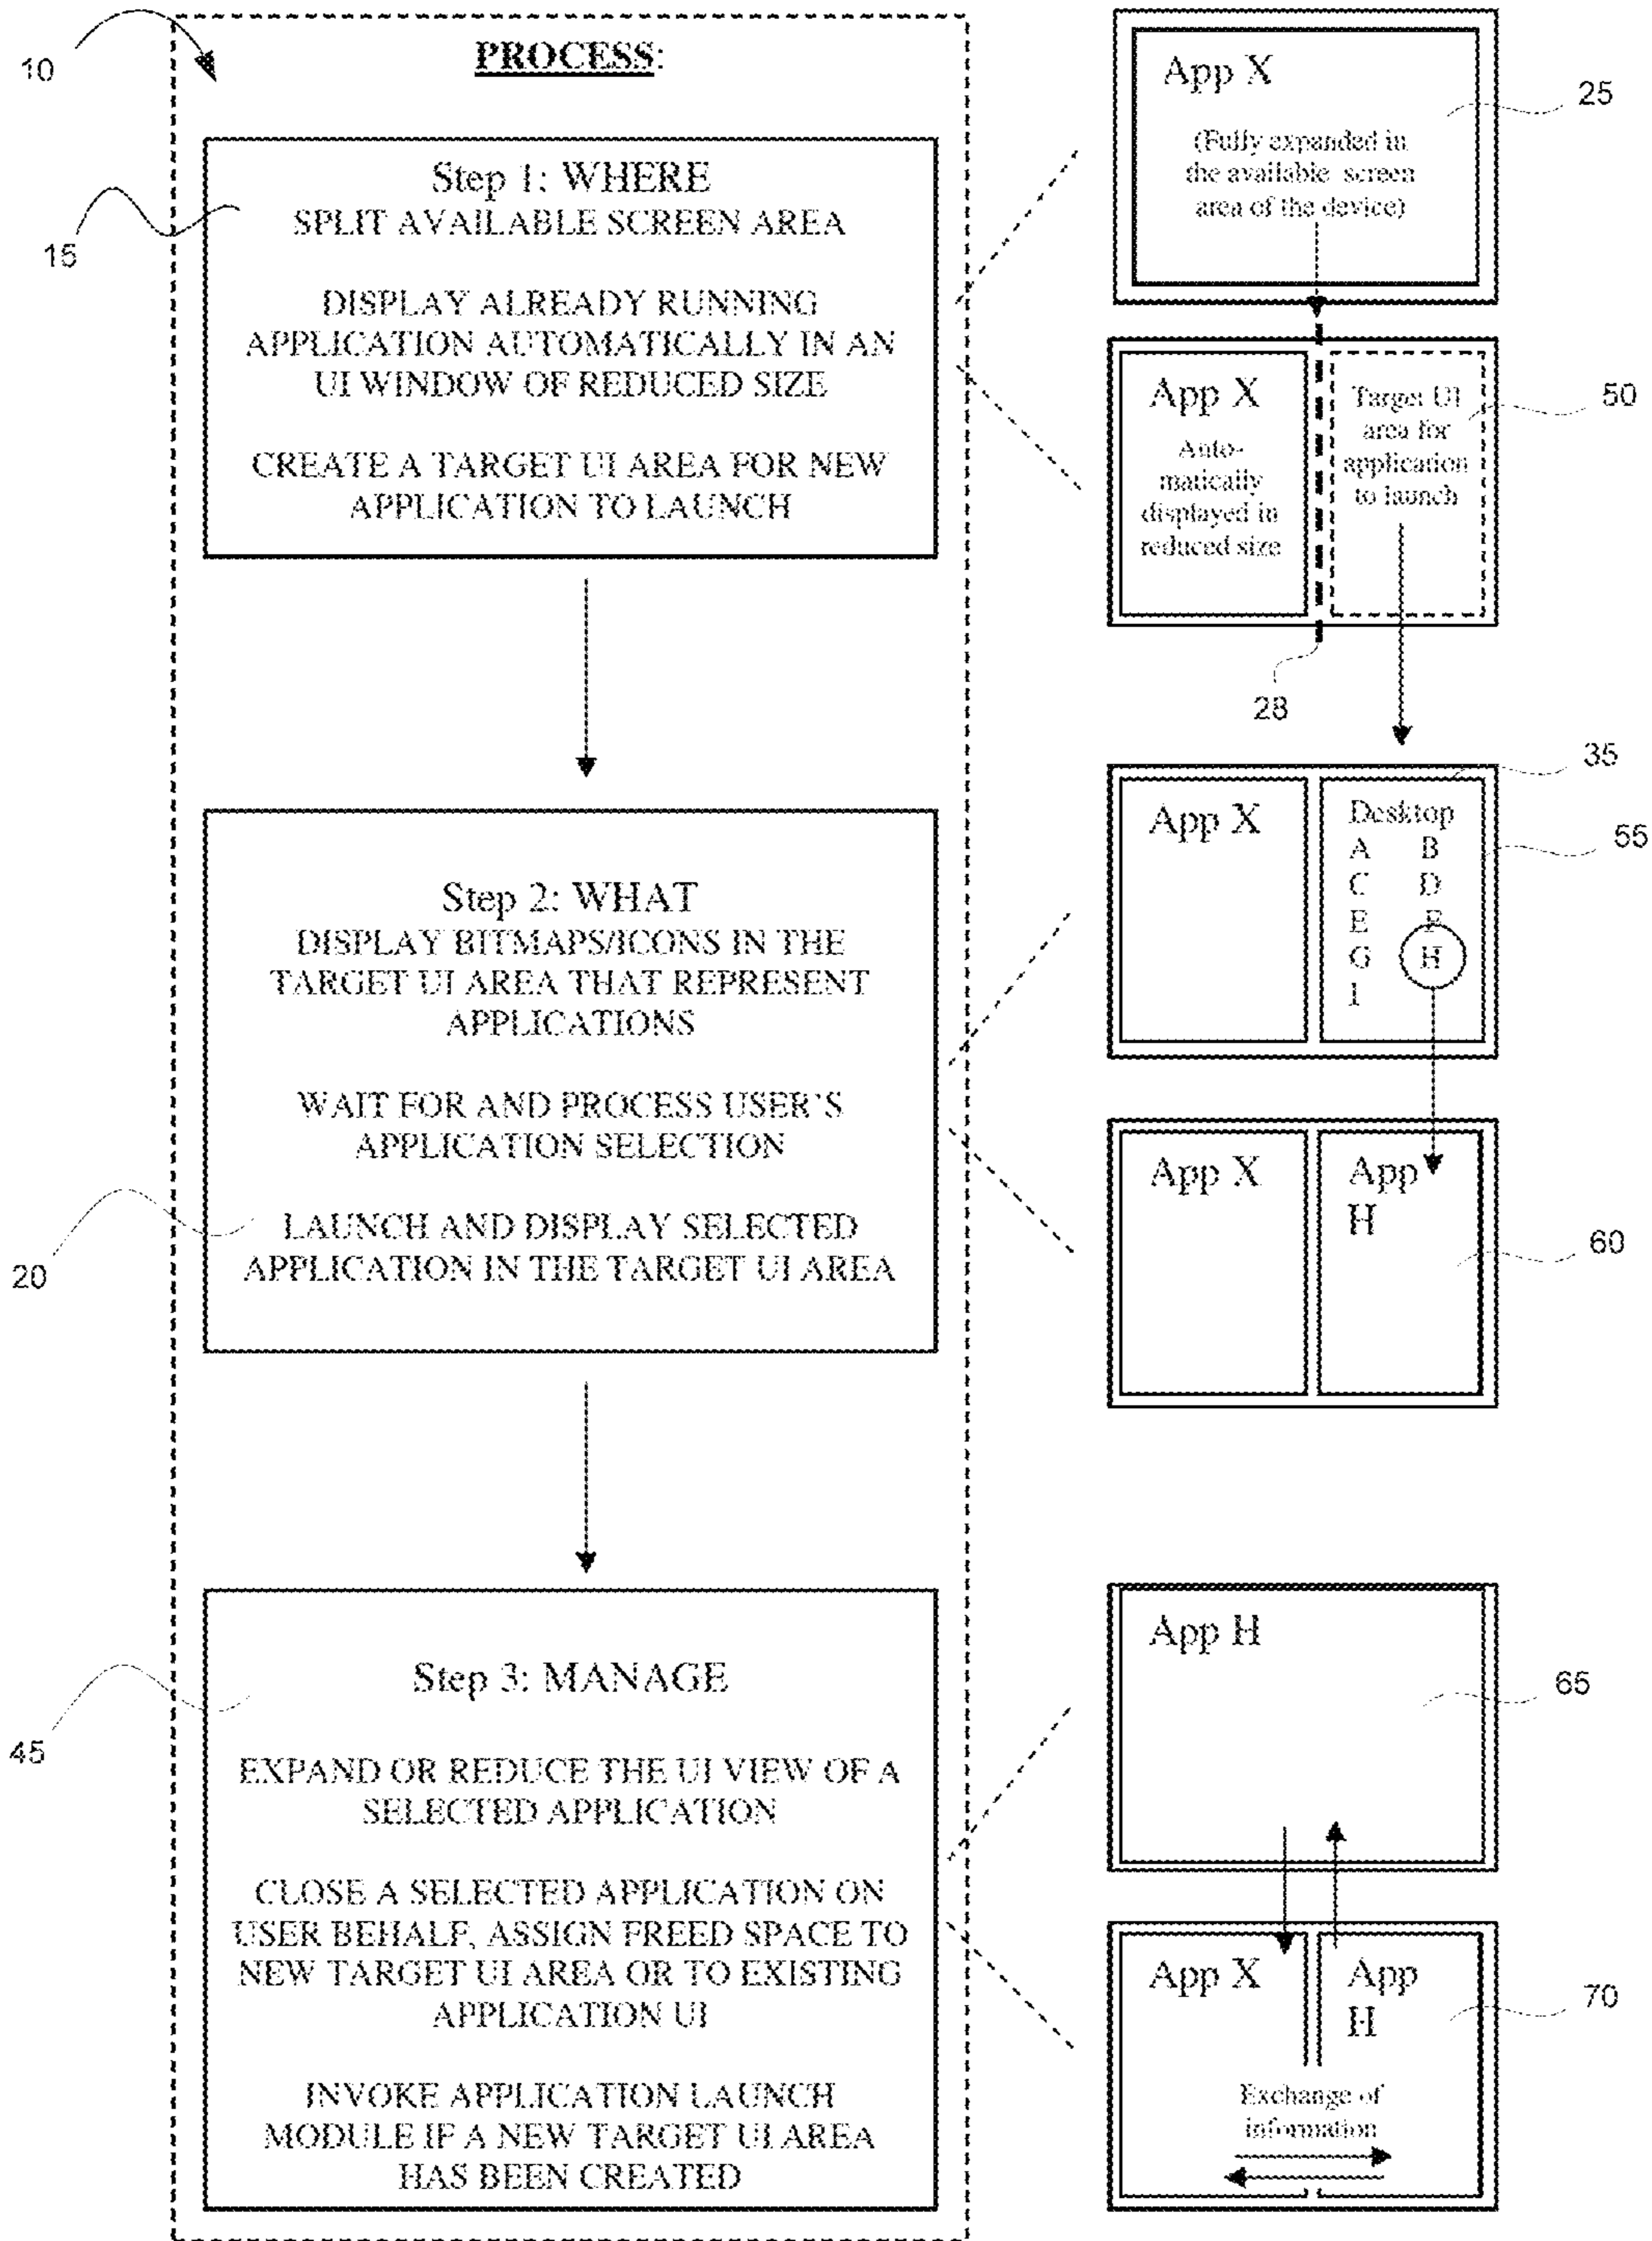 10
PROCESS:
Step 1: WHERE
SPLIT AVAILABLE SCREEN AREA
DISPLAY ALREADY RUNNING
APPLICATION AUTOMATICALLY IN AN
UI WINDOW OF REDUCED SIZE
CREATE A TARGET UI AREA FOR NEW
APPLICATION TO LAUNCH
15
App X
(Fully expanded in
the available screen
area of the device)
25
App X
Auto-
matically
displayed in
reduced size
Target UI
area for
application
to launch
50
28
Step 2: WHAT
DISPLAY BITMAPS/ICONS IN THE
TARGET UI AREA THAT REPRESENT
APPLICATIONS
WAIT FOR AND PROCESS USER'S
APPLICATION SELECTION
LAUNCH AND DISPLAY SELECTED
APPLICATION IN THE TARGET UI AREA
20
35
App X
Desktop
A B
C D
E F
G H
I
55
App X
App
H
60
Step 3: MANAGE
EXPAND OR REDUCE THE UI VIEW OF A
SELECTED APPLICATION
CLOSE A SELECTED APPLICATION ON
USER BEHALF, ASSIGN FREED SPACE TO
NEW TARGET UI AREA OR TO EXISTING
APPLICATION UI
INVOKE APPLICATION LAUNCH
MODULE IF A NEW TARGET UI AREA
HAS BEEN CREATED
45
App H
65
App X
App
H
70
Exchange of
information